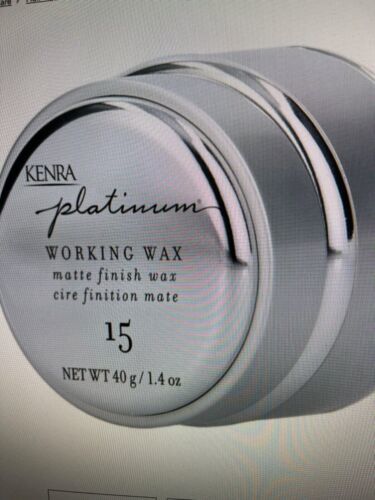 KENRA
platinum
WORKING WAX
matte finish wax
cire finition mate
15
NET WT 40 g / 1.4 oz